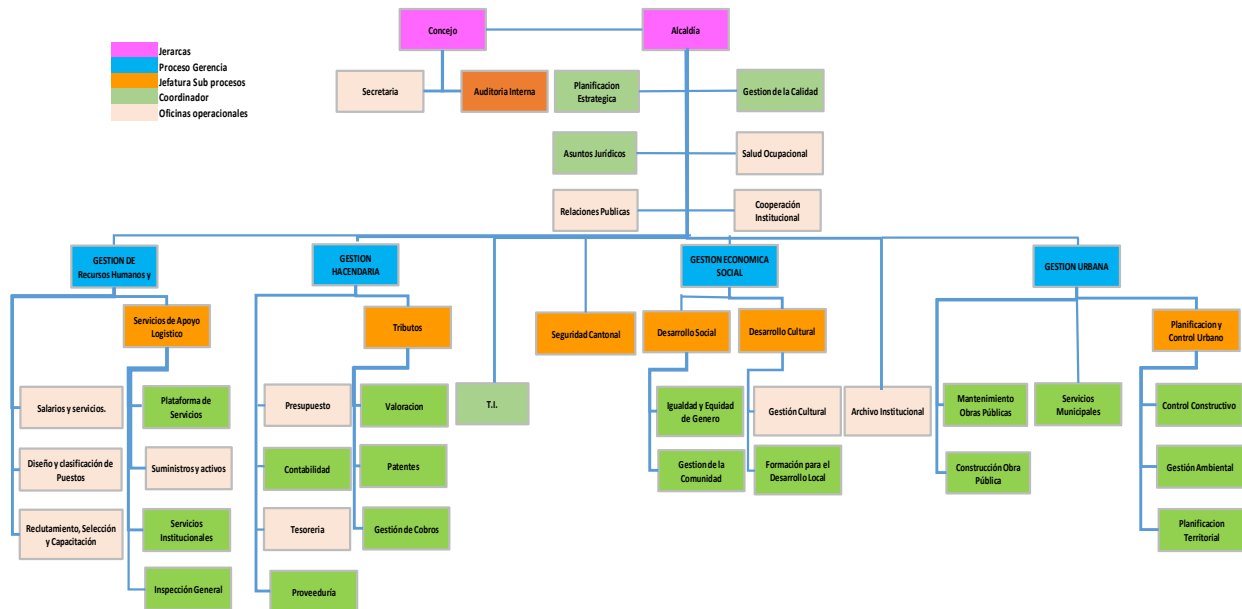 Concejo
Alcaldía
Jerarcas
Proceso Gerencia
Jefatura Sub procesos
Coordinador
Oficinas operacionales
Secretaria
Auditoria Interna
Planificacion
Estrategica
Gestion de la Calidad
Asuntos Jurídicos
Salud Ocupacional
Relaciones Publicas
Cooperación
Institucional
GESTION DE
Recursos Humanos y
GESTION
HACENDARIA
GESTION ECONOMICA
SOCIAL
GESTION URBANA
Servicios de Apoyo
Logistico
Tributos
Seguridad Cantonal
Desarrollo Social
Desarrollo Cultural
Planificacion y
Control Urbano
Salarios y servicios.
Plataforma de
Servicios
Presupuesto
Valoracion
T.I.
Igualdad y Equidad
de Genero
Gestión Cultural
Archivo Institucional
Mantenimiento
Obras Públicas
Servicios
Municipales
Control Constructivo
Diseño y clasificación de
Puestos
Suministros y activos
Contabilidad
Patentes
Gestion de la
Comunidad
Formación para el
Desarrollo Local
Construcción Obra
Pública
Gestión Ambiental
Reclutamiento, Selección
y Capacitación
Servicios
Institucionales
Tesoreria
Gestión de Cobros
Planificacion
Territorial
Inspección General
Proveeduría